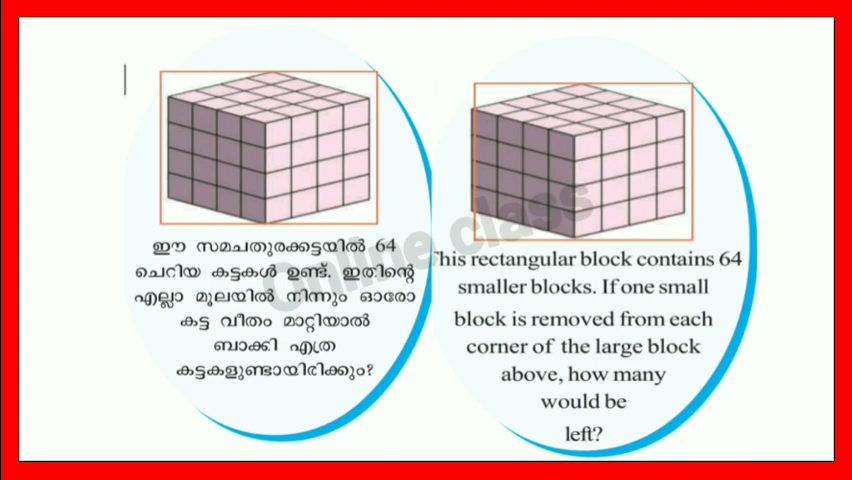 ഈ സമചതുരക്കട്ടയിൽ 64
ചെറിയ കട്ടകൾ ഉണ്ട്. ഇതിന്റെ
എല്ലാ മൂലയിൽ നിന്നും ഓരോ
കട്ട വീതം മാറ്റിയാൽ
ബാക്കി എത്ര
കട്ടകളുണ്ടായിരിക്കും?
This rectangular block contains 64
smaller blocks. If one small
block is removed from each
corner of the large block
above, how many
would be
left?
Online class